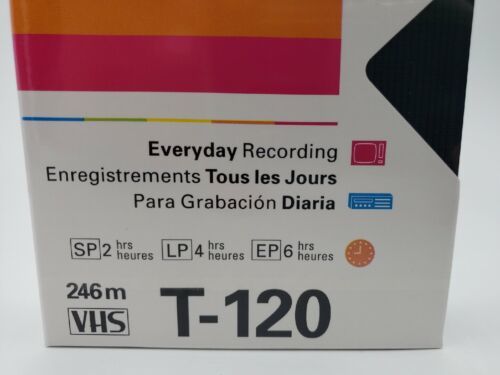 Everyday Recording
Enregistrements Tous les Jours
Para Grabación Diaria
SP 2 hrs heures LP 4 hrs heures EP 6 hrs heures
246 m
VHS T-120